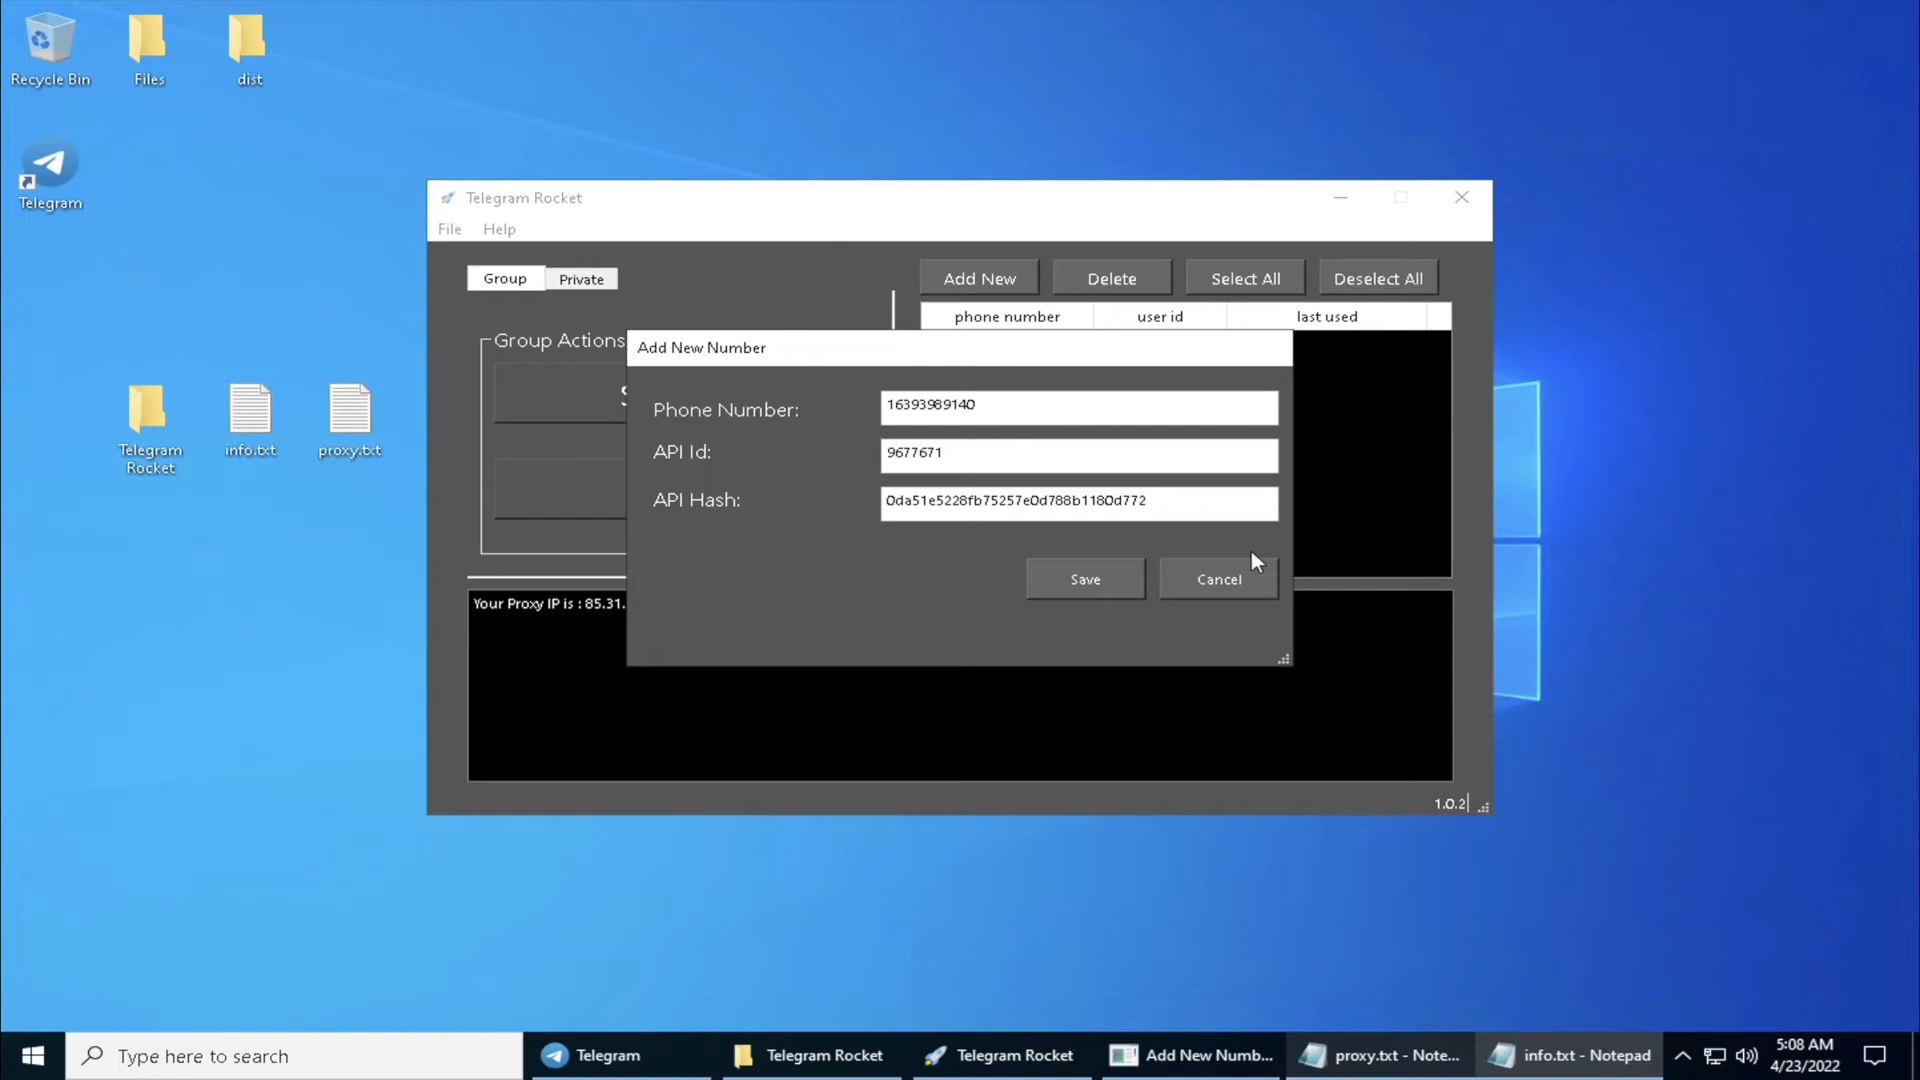 Recycle Bin
Files
dist
Telegram
Telegram
Rocket
info.txt
proxy.txt
Telegram Rocket
File Help
Group Private
Add New Delete Select All Deselect All
phone number user id last used
Group Actions
Add New Number
Phone Number: 16393989140
API Id: 9677671
API Hash: 0da51e5228fb75257e0d788b1180d772
Save Cancel
Your Proxy IP is : 85.31.
1.0.2
Type here to search
Telegram
Telegram Rocket
Telegram Rocket
Add New Numb...
proxy.txt - Note...
info.txt - Notepad
5:08 AM
4/23/2022